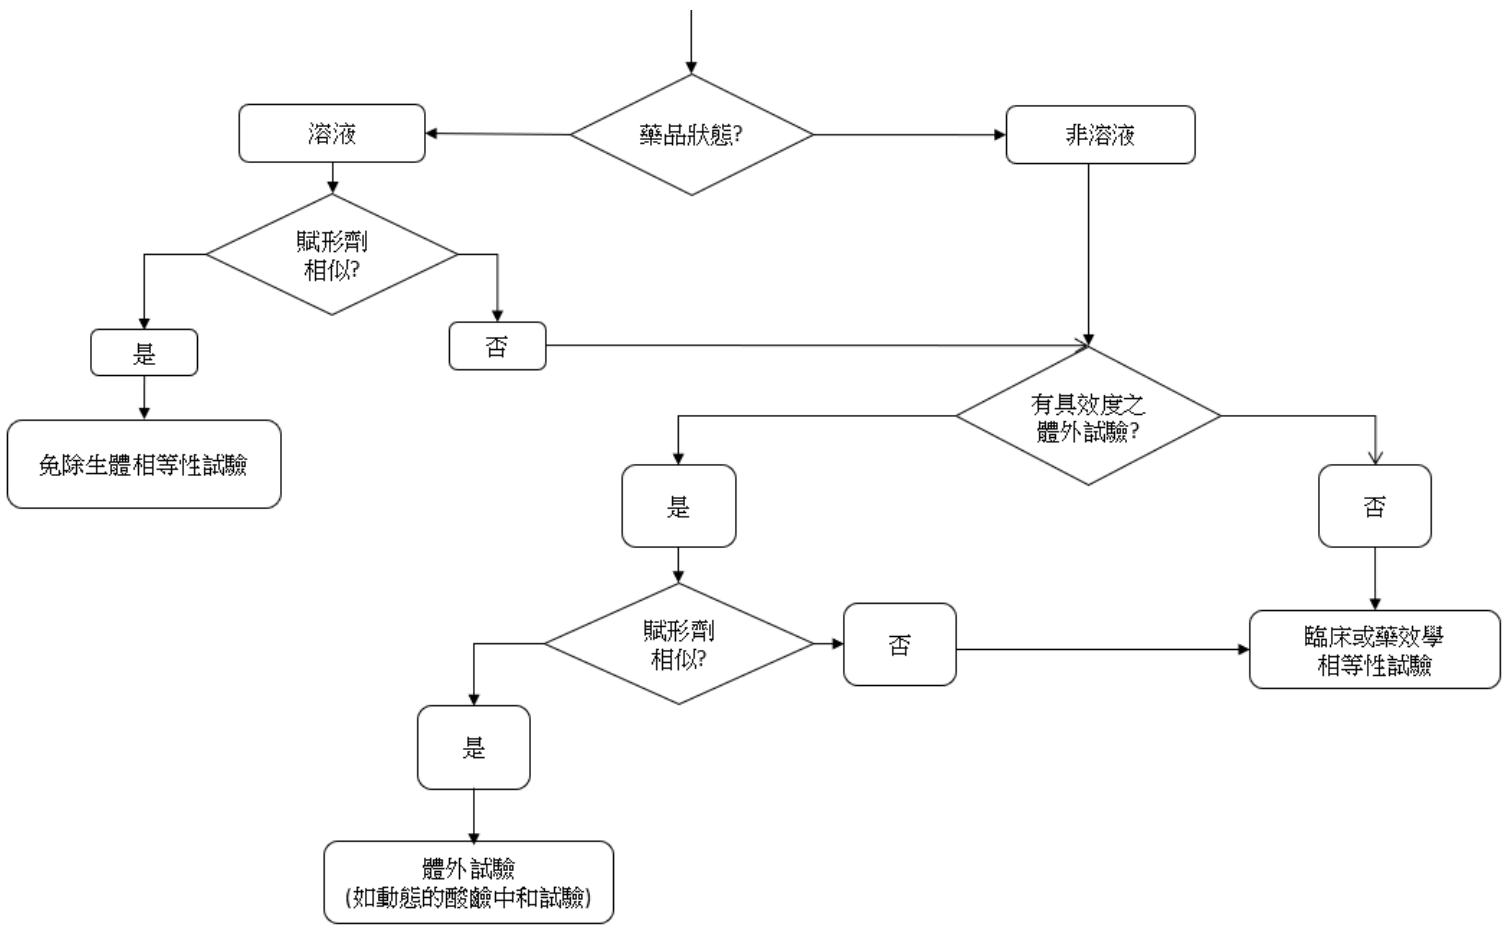 藥品狀態?
溶液
非溶液
賦形劑
相似?
是
否
免除生體相等性試驗
有具效度之
體外試驗?
是
否
賦形劑
相似?
否
臨床或藥效學
相等性試驗
是
體外試驗
(如動態的酸鹼中和試驗)